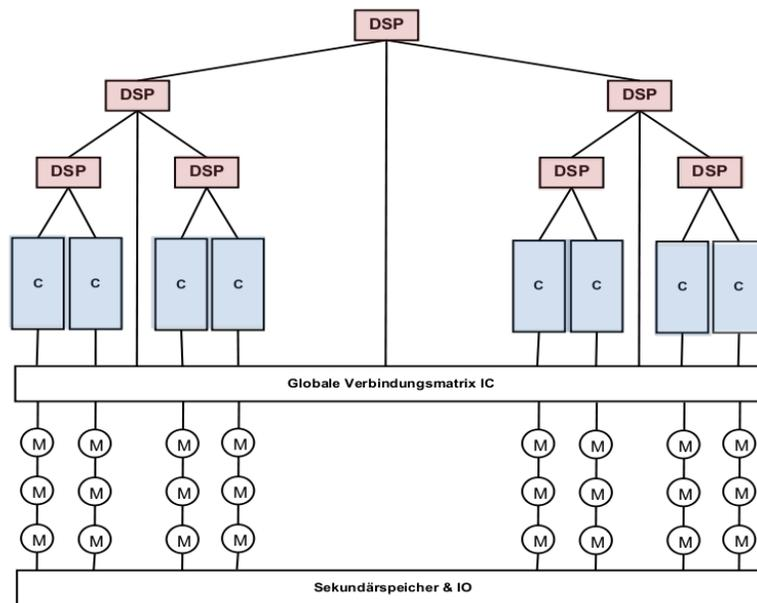 DSP
DSP DSP
DSP DSP DSP DSP
C C C C C C C C
Globale Verbindungsmatrix IC
M M M M M M M M
M M M M M M M M
M M M M M M M M
Sekundärspeicher & IO